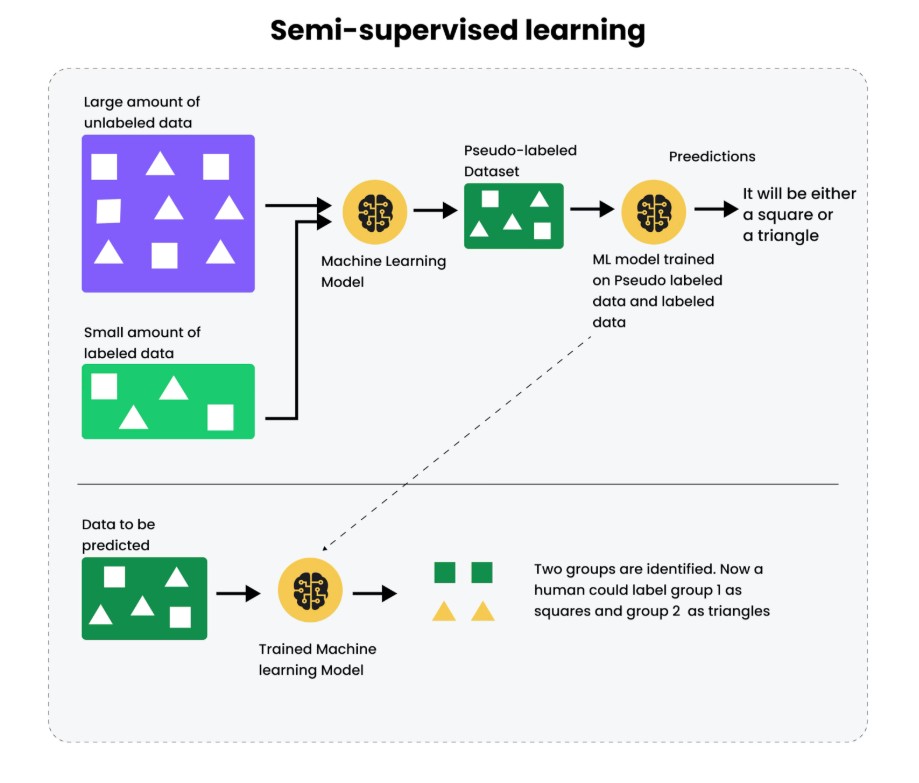 Semi-supervised learning
Large amount of
unlabeled data
Pseudo-labeled
Dataset
Preedictions
It will be either
a square or
a triangle
Machine Learning
Model
ML model trained
on Pseudo labeled
data and labeled
data
Small amount of
labeled data
Data to be
predicted
Two groups are identified. Now a
human could label group 1 as
squares and group 2 as triangles
Trained Machine
learning Model